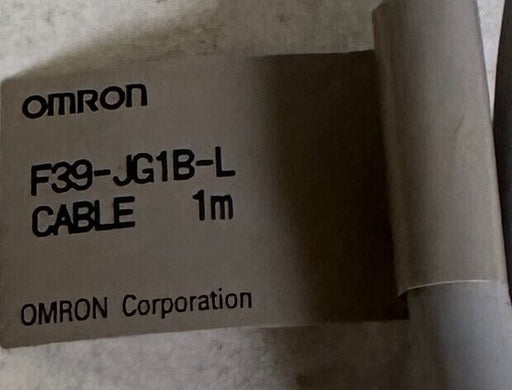 OMRON
F39-JG1B-L
CABLE 1m
OMRON Corporation